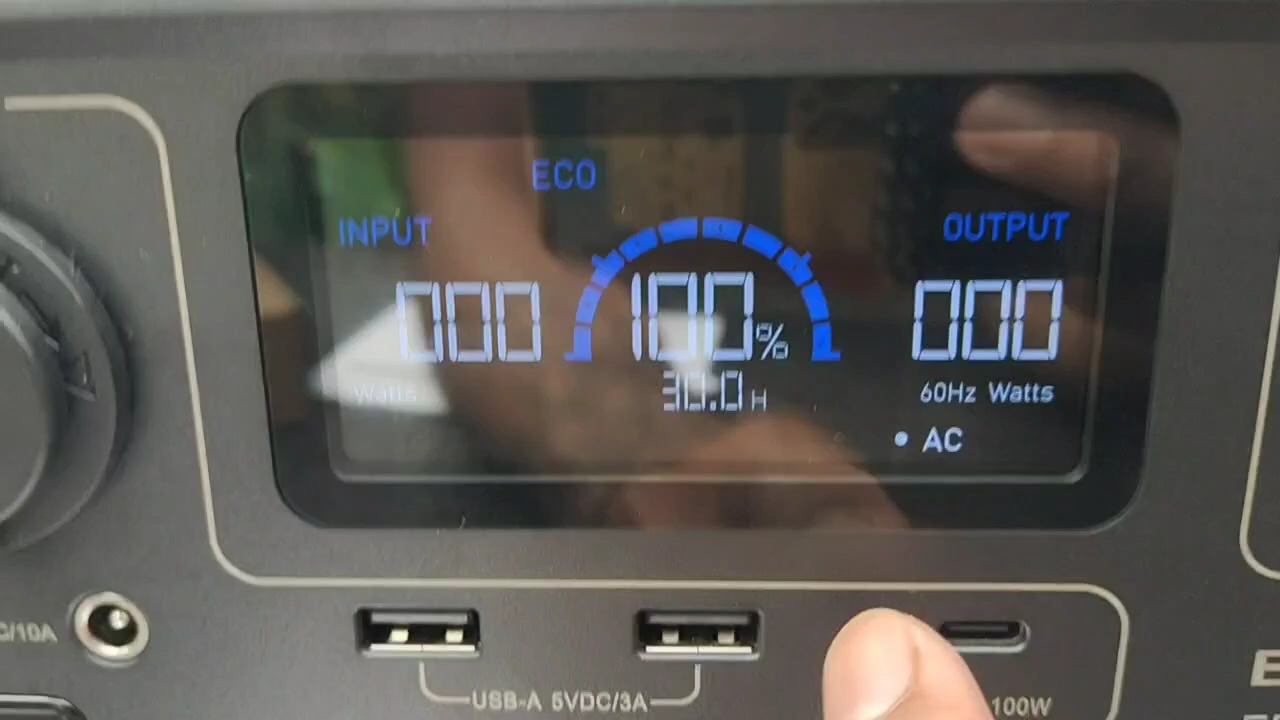 ECO
INPUT
OUTPUT
000
100%
000
30.0 H
Watts
60Hz Watts
• AC
C/10A
USB-A 5VDC/3A
100W